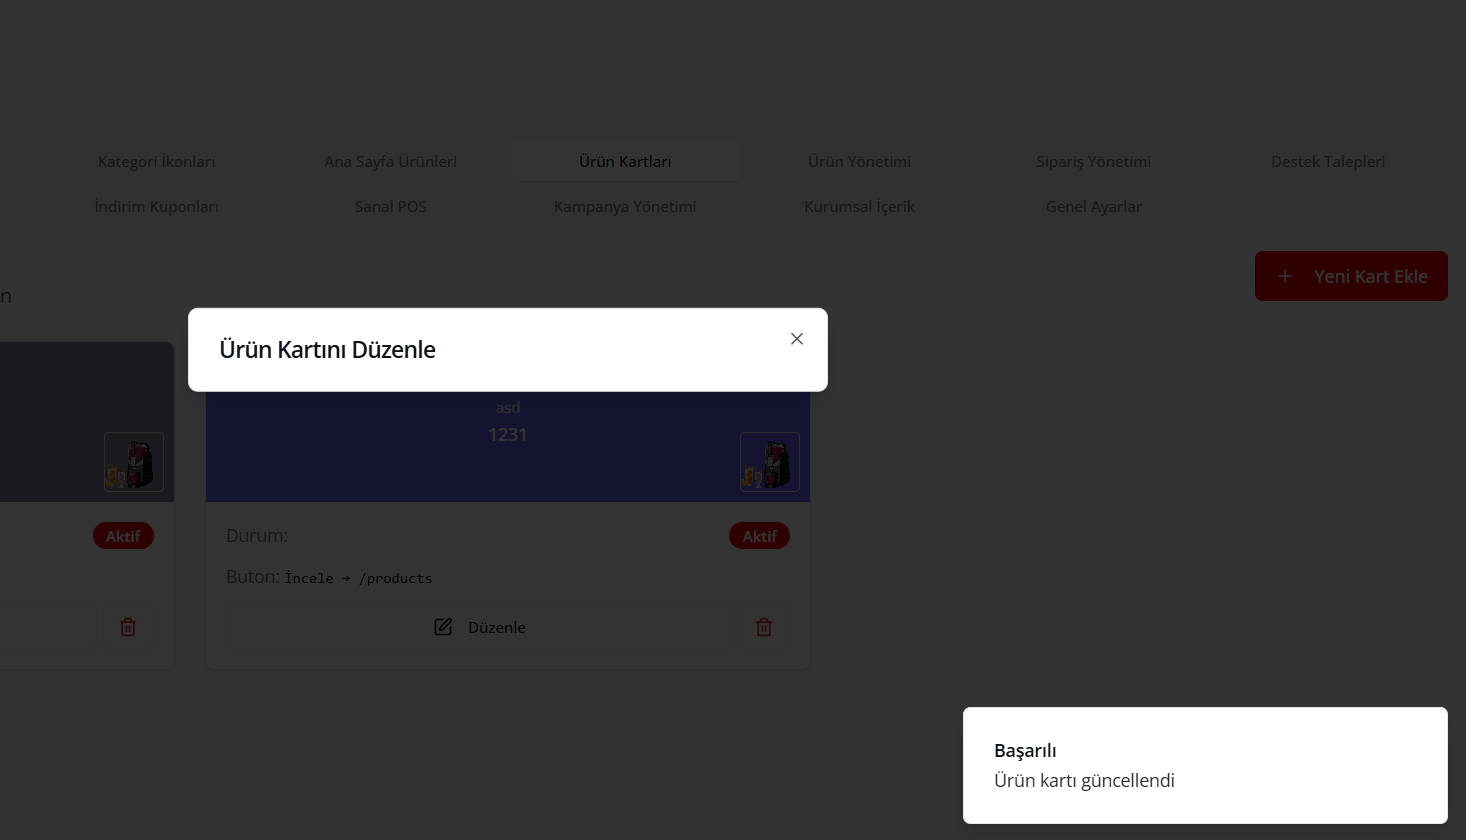 Kategori İkonları
Ana Sayfa Ürünleri
Ürün Kartları
Ürün Yönetimi
Sipariş Yönetimi
Destek Talepleri
İndirim Kuponları
Sanal POS
Kampanya Yönetimi
Kurumsal İçerik
Genel Ayarlar
Yeni Kart Ekle
n
Ürün Kartını Düzenle
asd
1231
Aktif
Durum:
Aktif
Buton: İncele → /products
Düzenle
Başarılı
Ürün kartı güncellendi